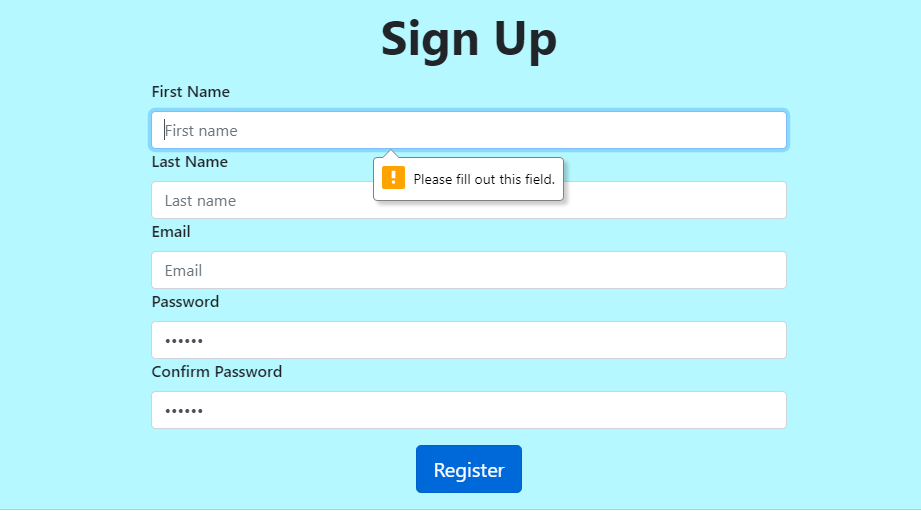 Sign Up
First Name
First name
Please fill out this field.
Last Name
Last name
Email
Email
Password
••••••
Confirm Password
••••••
Register